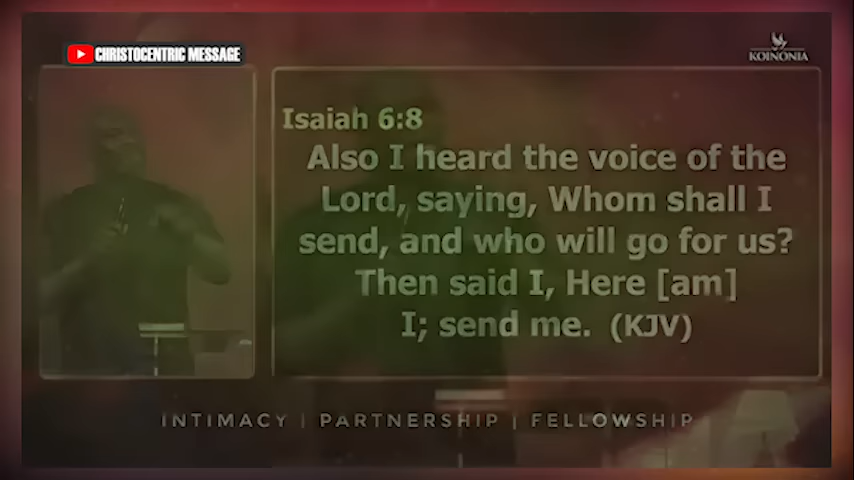 CHRISTOCENTRIC MESSAGE
KOINONIA
Isaiah 6:8
Also I heard the voice of the
Lord, saying, Whom shall I
send, and who will go for us?
Then said I, Here [am]
I; send me. (KJV)
INTIMACY | PARTNERSHIP | FELLOWSHIP